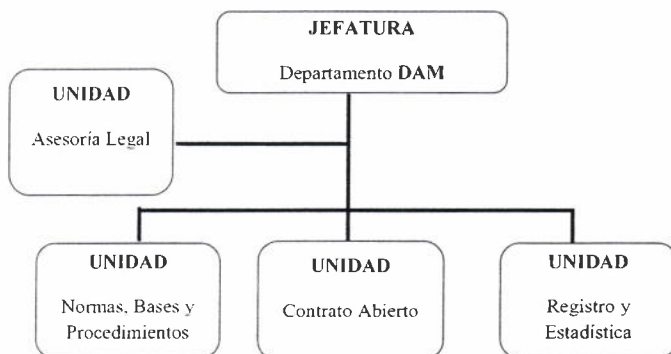 JEFATURA
Departamento DAM
UNIDAD
Asesoría Legal
UNIDAD
Normas, Bases y
Procedimientos
UNIDAD
Contrato Abierto
UNIDAD
Registro y
Estadística